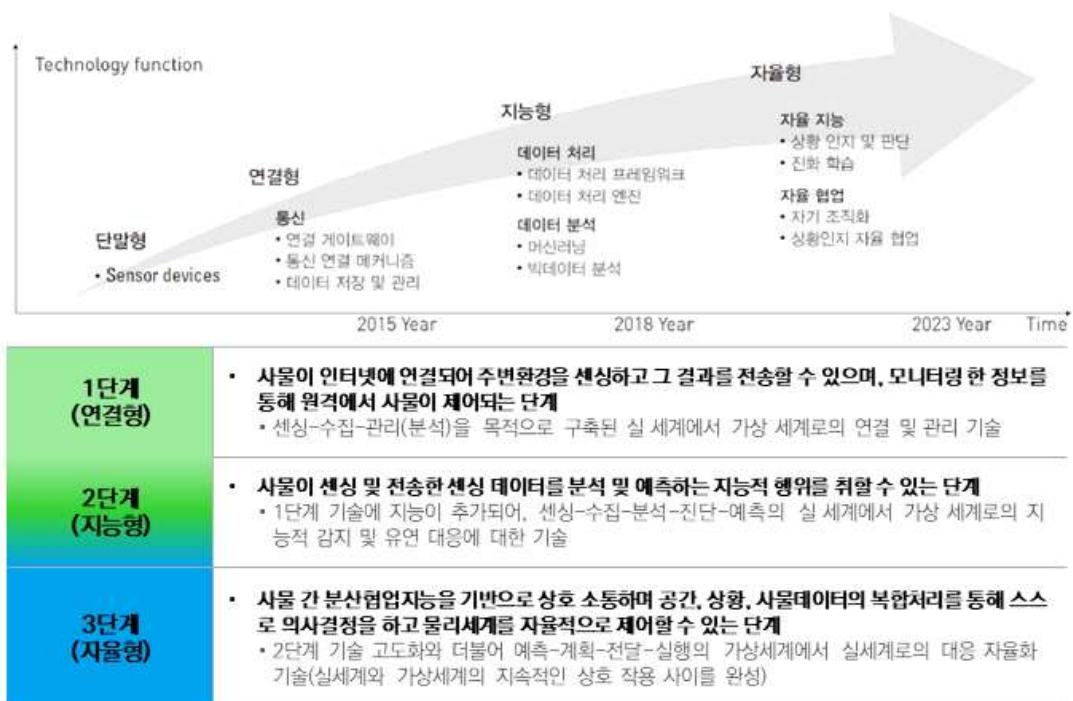 Technology function
자율형
지능형
자율 지능
• 상황 인지 및 판단
• 진화 학습
데이터 처리
• 데이터 처리 프레임워크
• 데이터 처리 엔진
연결형
자율 협업
• 자기 조직화
• 상황인지 자율 협업
통신
• 연결 게이트웨이
• 통신 연결 메커니즘
• 데이터 저장 및 관리
데이터 분석
• 머신러닝
• 빅데이터 분석
단말형
• Sensor devices
2015 Year
2018 Year
2023 Year
Time
1단계
(연결형)
• 사물이 인터넷에 연결되어 주변환경을 센싱하고 그 결과를 전송할 수 있으며, 모니터링 한 정보를
통해 원격에서 사물이 제어되는 단계
▪ 센싱-수집-관리(분석)을 목적으로 구축된 실 세계에서 가상 세계로의 연결 및 관리 기술
2단계
(지능형)
• 사물이 센싱 및 전송한 센싱 데이터를 분석 및 예측하는 지능적 행위를 취할 수 있는 단계
▪ 1단계 기술에 지능이 추가되어, 센싱-수집-분석-진단-예측의 실 세계에서 가상 세계로의 지
능적 감지 및 유연 대응에 대한 기술
3단계
(자율형)
• 사물 간 분산협업지능을 기반으로 상호 소통하며 공간, 상황, 사물데이터의 복합처리를 통해 스스
로 의사결정을 하고 물리세계를 자율적으로 제어할 수 있는 단계
▪ 2단계 기술 고도화와 더불어 예측-계획-전달-실행의 가상세계에서 실세계로의 대응 자율화
기술(실세계와 가상세계의 지속적인 상호 작용 사이를 완성)